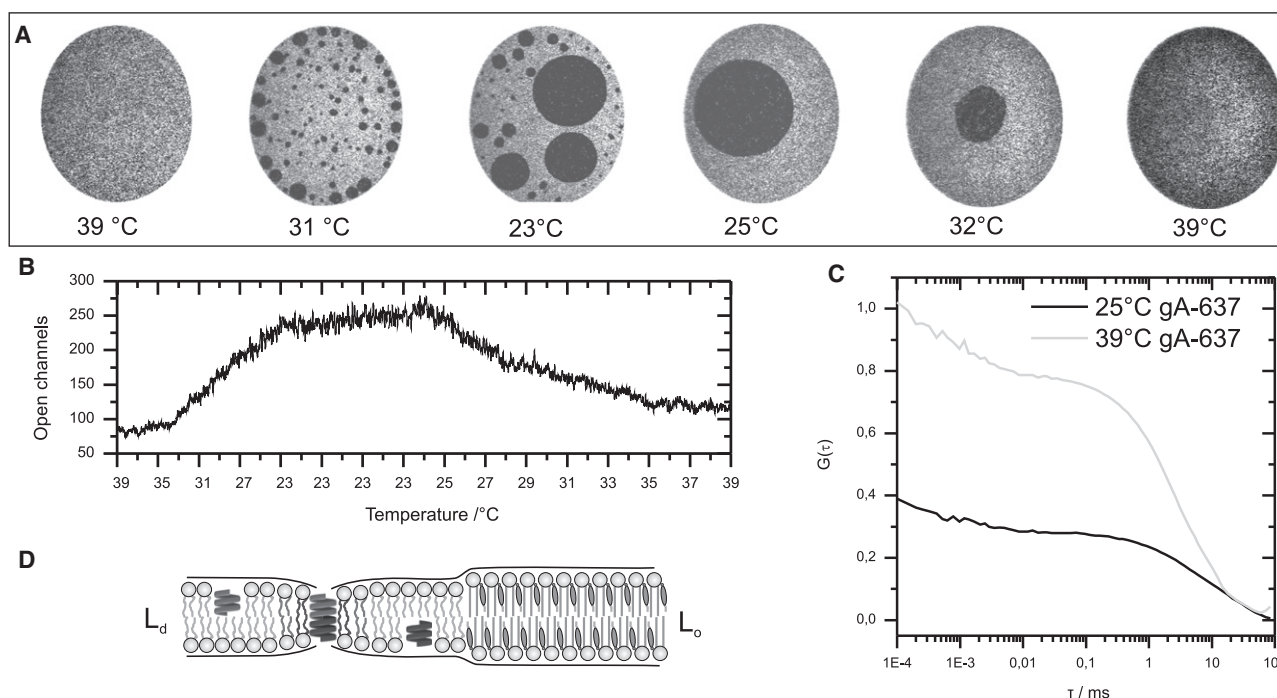 A
39 °C 31 °C 23°C 25°C 32°C 39°C
B
300
250
200
150
100
50
Open channels
39 35 31 27 23 23 23 24 25 27 29 32 33 35 37 39
Temperature /°C
C
25°C gA-637
39°C gA-637
1,0
0,8
0,6
0,4
0,2
0,0
G(τ)
1E-4 1E-3 0,01 0,1 1 10 100
τ / ms
D
Ld
Lo